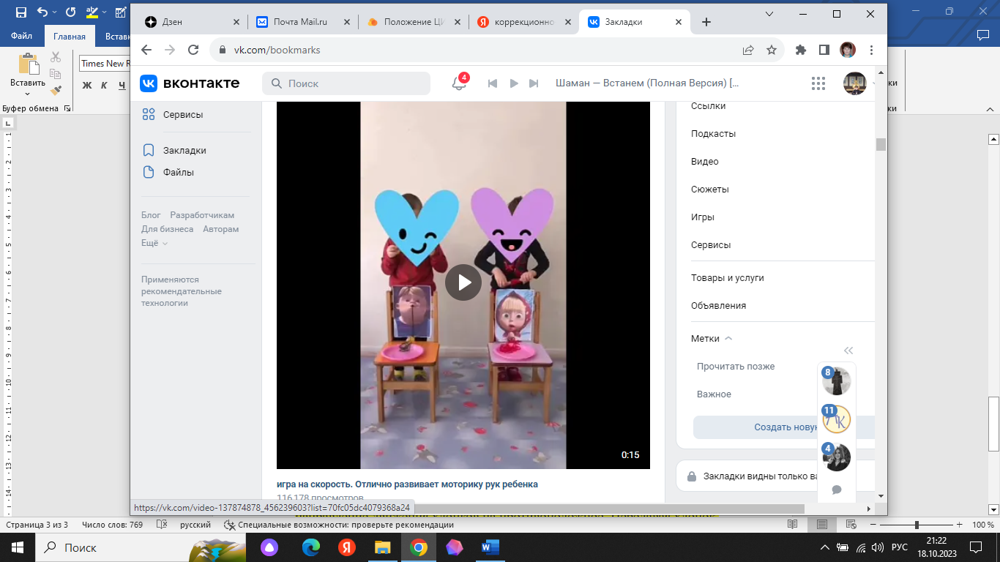 Файл
Главная
Встав
Times New R
Вставить
Ж К Ч
Буфер обмена
Дзен
Почта Mail.ru
Положение ЦИ
коррекционно
Закладки
vk.com/bookmarks
вконтакте
Поиск
4
Шаман — Встанем (Полная Версия) [...
Сервисы
Закладки
Файлы
Блог Разработчикам
Для бизнеса Авторам
Ещё
Применяются
рекомендательные
технологии
0:15
игра на скорость. Отлично развивает моторику рук ребенка
116 178 просмотров
Ссылки
Подкасты
Видео
Сюжеты
Игры
Сервисы
Товары и услуги
Объявления
Метки
Прочитать позже
Важное
Создать новую
Закладки видны только ва
8
11
4
https://vk.com/video-137874878_456239603?list=70fc05dc4079368a24
Страница 3 из 3 Число слов: 769 русский Специальные возможности: проверьте рекомендации 100 %
Поиск
РУС
21:22
18.10.2023